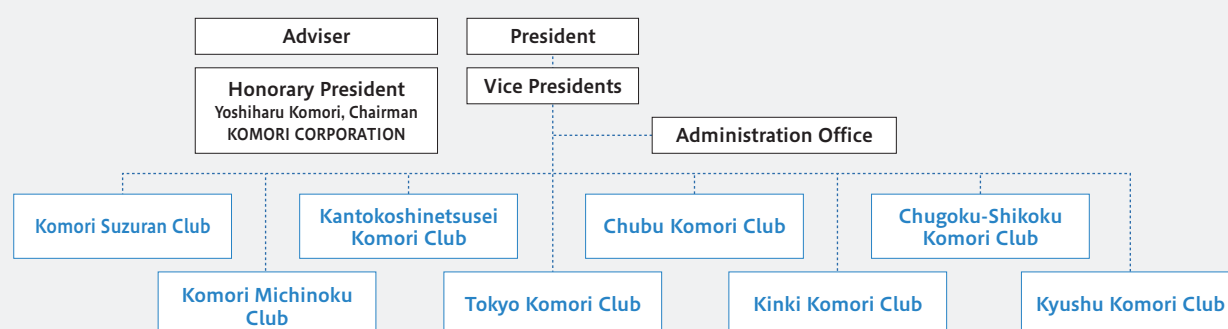 Adviser
President
Honorary President
Yoshiharu Komori, Chairman
KOMORI CORPORATION
Vice Presidents
Administration Office
Komori Suzuran Club
Kantokoshinetsusei
Komori Club
Chubu Komori Club
Chugoku-Shikoku
Komori Club
Komori Michinoku
Club
Tokyo Komori Club
Kinki Komori Club
Kyushu Komori Club